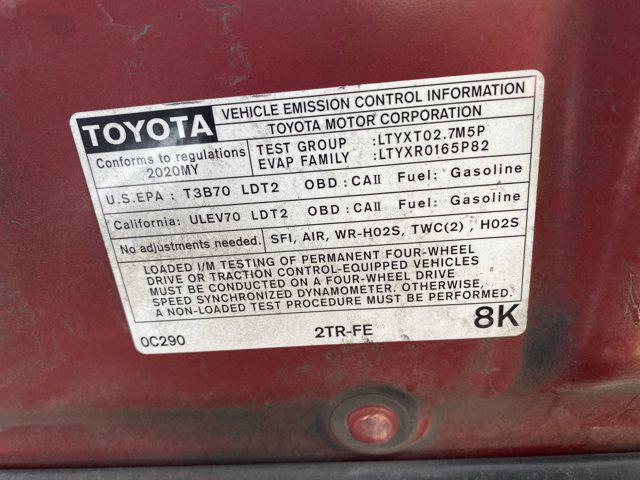 TOYOTA
VEHICLE EMISSION CONTROL INFORMATION
TOYOTA MOTOR CORPORATION
Conforms to regulations
2020MY
TEST GROUP :LTYXT02.7M5P
EVAP FAMILY :LTYXR0165P82
U.S.EPA : T3B70 LDT2 OBD : CAII Fuel: Gasoline
California: ULEV70 LDT2 OBD : CAII Fuel: Gasoline
No adjustments needed. SFI, AIR, WR-HO2S, TWC(2) , HO2S
LOADED I/M TESTING OF PERMANENT FOUR-WHEEL
DRIVE OR TRACTION CONTROL-EQUIPPED VEHICLES
MUST BE CONDUCTED ON A FOUR-WHEEL DRIVE
SPEED SYNCHRONIZED DYNAMOMETER. OTHERWISE,
A NON-LOADED TEST PROCEDURE MUST BE PERFORMED.
0C290 2TR-FE 8K